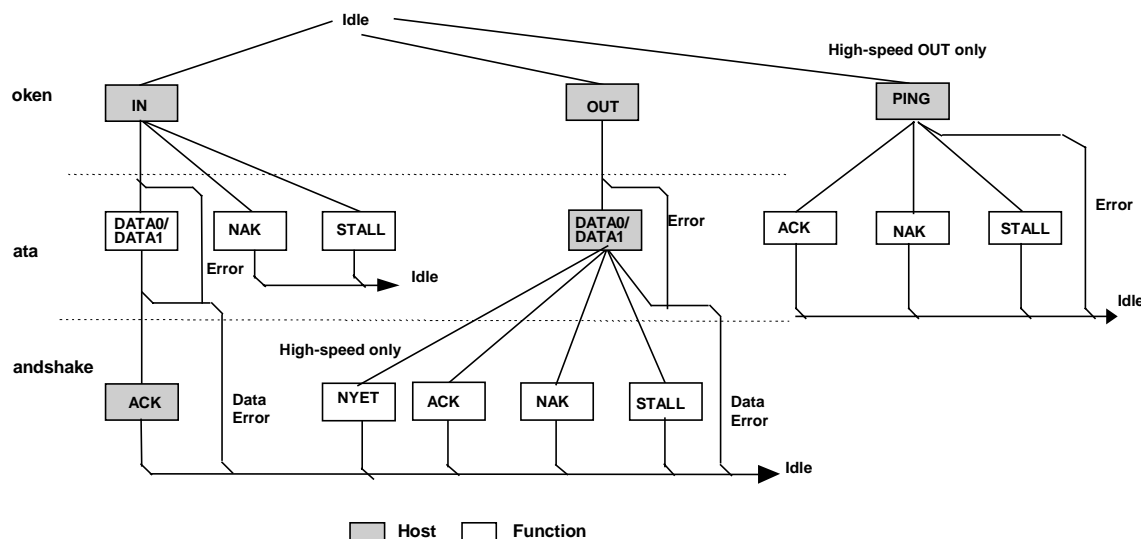 Idle
High-speed OUT only
oken
IN
OUT
PING
DATA0/
DATA1
NAK
STALL
DATA0/
DATA1
Error
ACK
NAK
STALL
Error
ata
Error
Idle
Idle
High-speed only
andshake
ACK
Data
Error
NYET
ACK
NAK
STALL
Data
Error
Idle
Host
Function